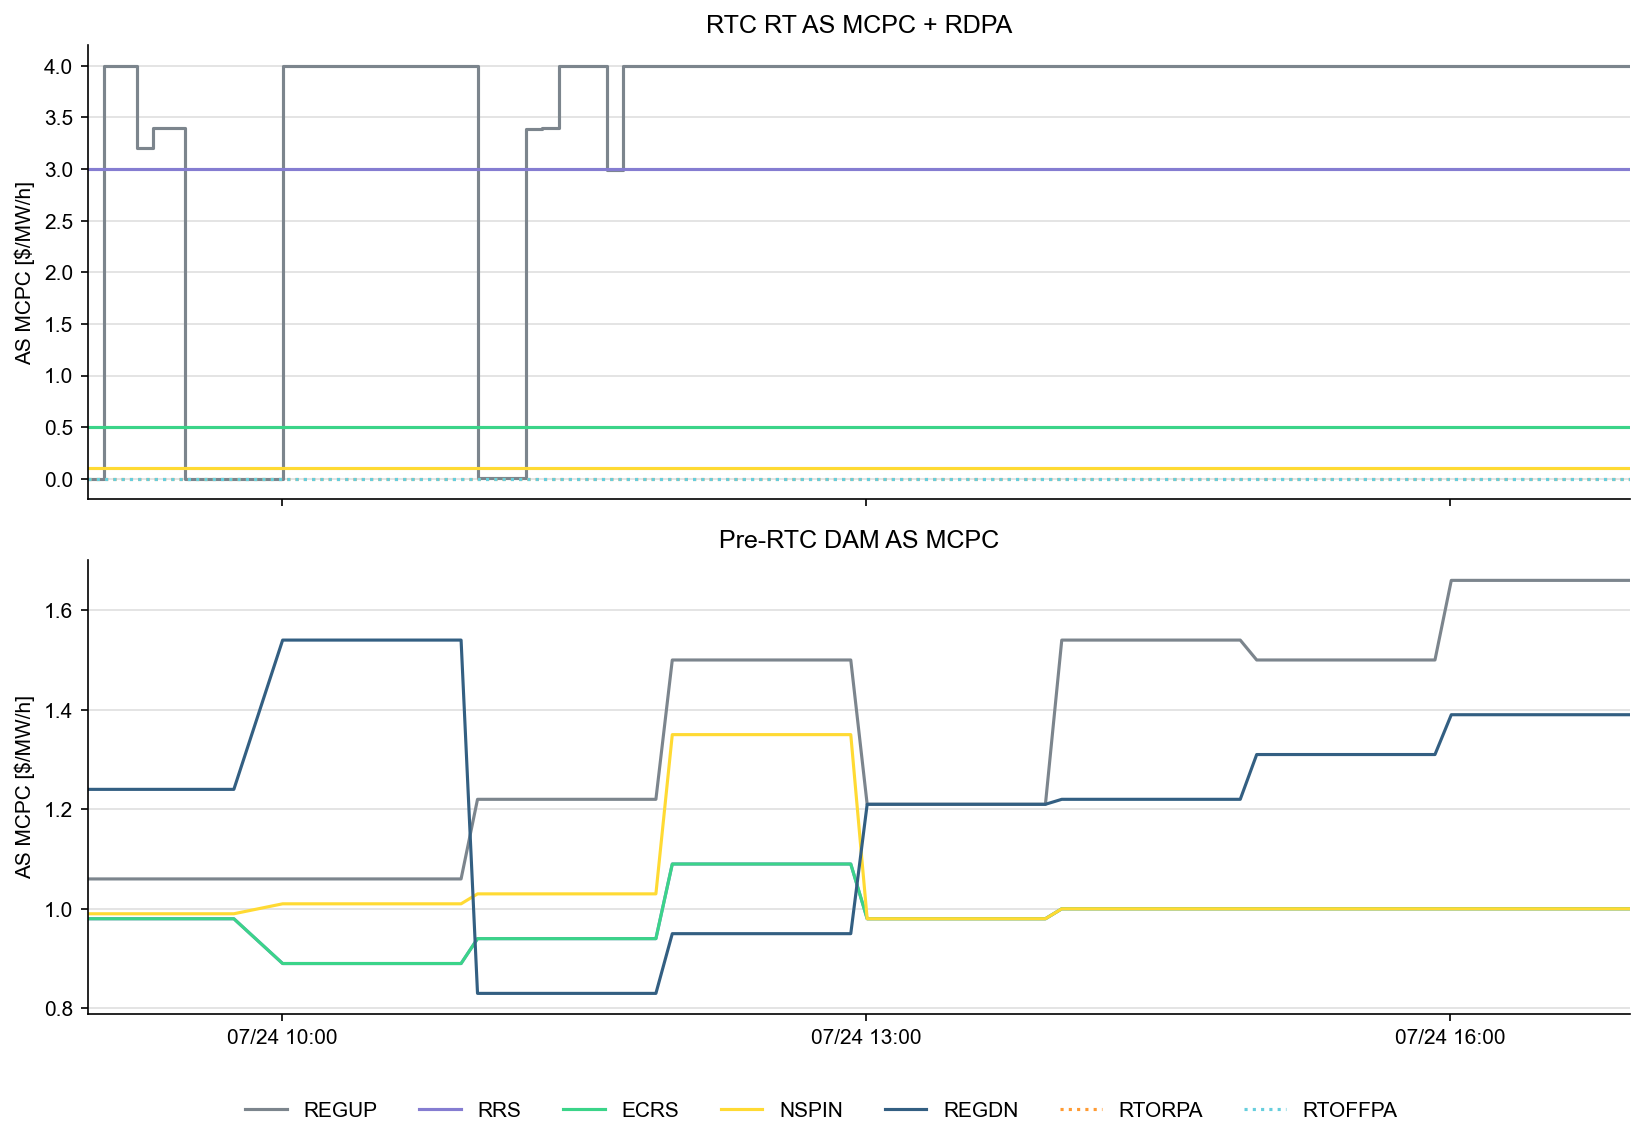 RTC RT AS MCPC + RDPA
4.0
3.5
3.0
2.5
2.0
1.5
1.0
0.5
0.0
AS MCPC [$/MW/h]
Pre-RTC DAM AS MCPC
1.6
1.4
1.2
1.0
0.8
AS MCPC [$/MW/h]
07/24 10:00 07/24 13:00 07/24 16:00
REGUP RRS ECRS NSPIN REGDN RTORPA RTOFFPA